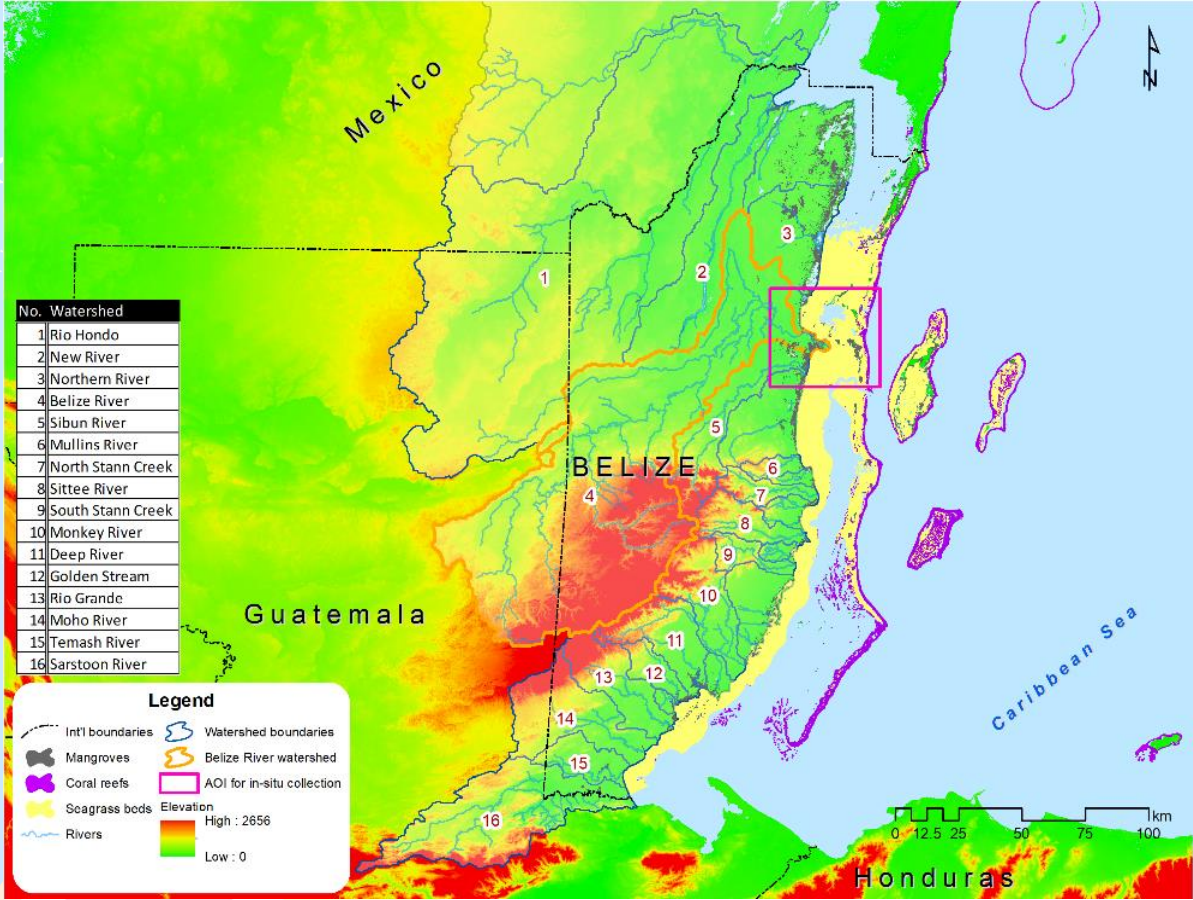 Mexico
N
No. Watershed
1 Rio Hondo
2 New River
3 Northern River
4 Belize River
5 Sibun River
6 Mullins River
7 North Stann Creek
8 Sittee River
9 South Stann Creek
10 Monkey River
11 Deep River
12 Golden Stream
13 Rio Grande
14 Moho River
15 Temash River
16 Sarstoon River
1
2
3
5
BELIZE
4
6
7
8
9
10
11
12
13
14
15
16
Guatemala
Caribbean Sea
Honduras
Legend
Int'l boundaries
Mangroves
Coral reefs
Seagrass beds
Rivers
Watershed boundaries
Belize River watershed
AOI for in-situ collection
Elevation
High : 2656
Low : 0
km
0 12.5 25 50 75 100